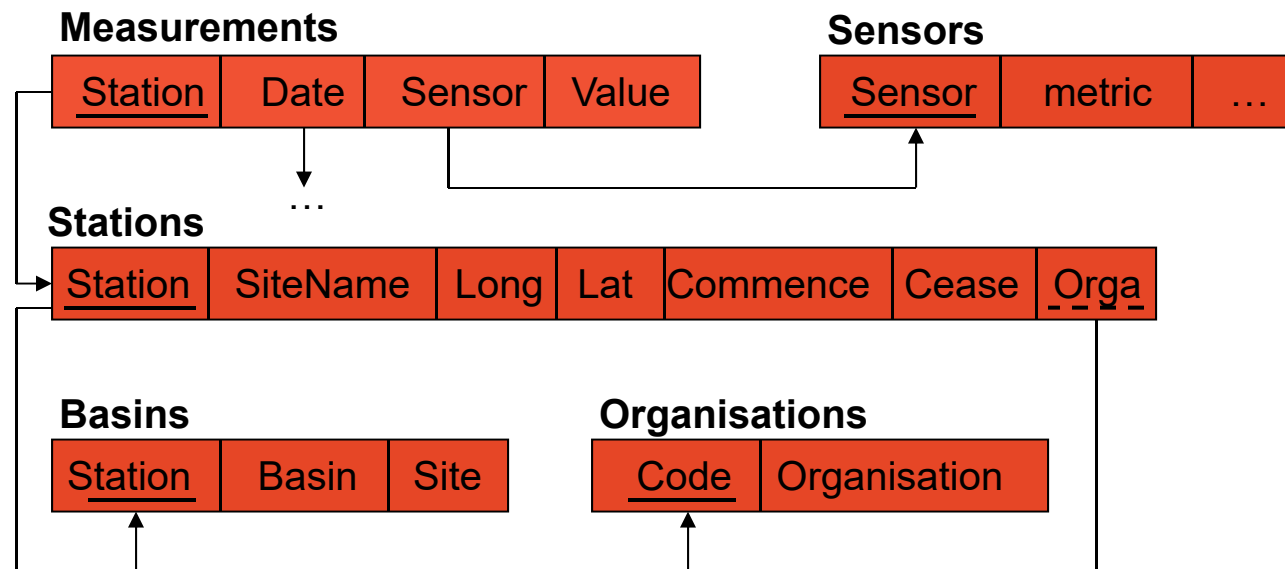 Measurements
Sensors
Station Date Sensor Value
Sensor metric …
…
Stations
Station SiteName Long Lat Commence Cease Orga
Basins
Organisations
Station Basin Site
Code Organisation